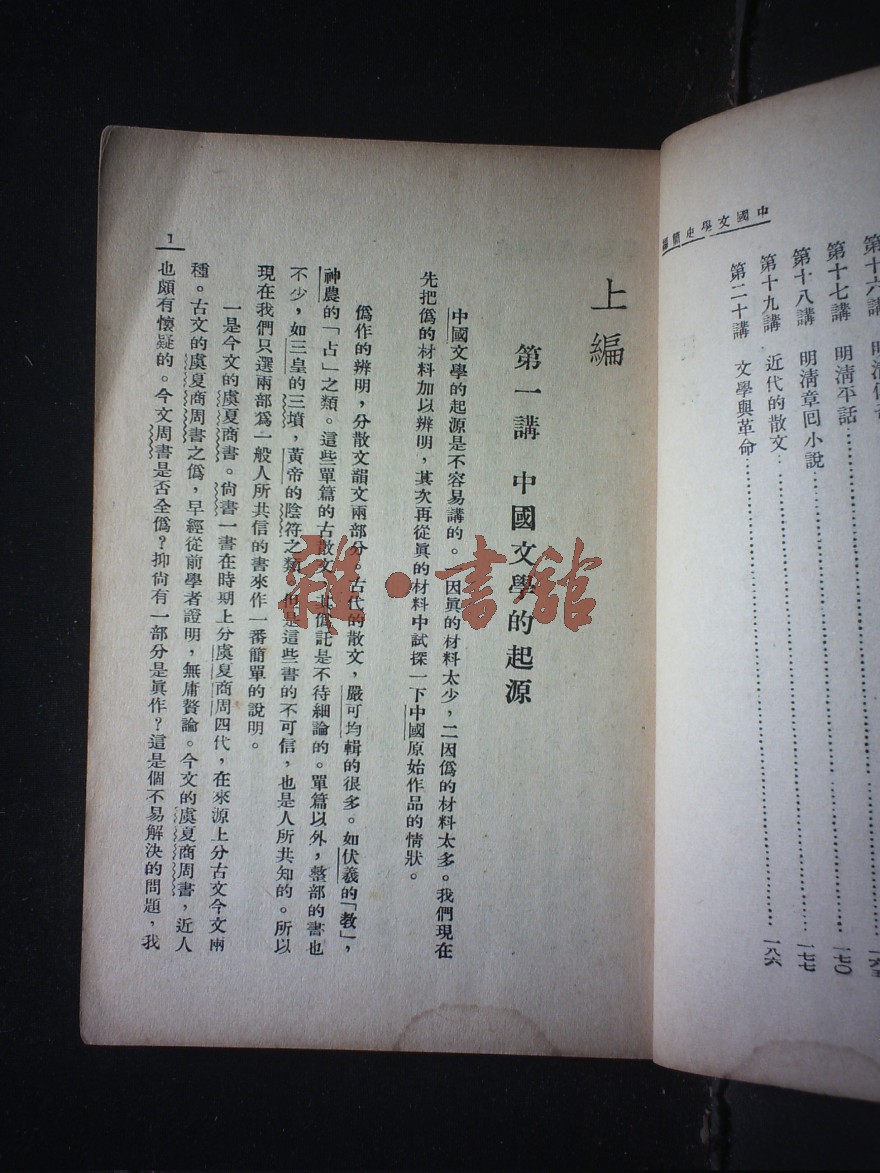 中國文學史簡編
第十七講 明清平話……………………一七〇
第十八講 明清章回小說……………………一七七
第十九講 近代的散文……………………
第二十講 文學與革命……………………一八六
上編
第一講 中國文學的起源
中國文學的起源是不容易講的。一因眞的材料太少，二因僞的材料太多。我們現在
先把僞的材料加以辨明，其次再從眞的材料中試探一下中國原始作品的情狀。
僞作的辨明，分散文韻文兩部分。古代的散文，嚴可均輯的很多。如伏羲的「教」，
神農的「占」之類。這些單篇的古散文，其僞託是不待細論的。單篇以外，整部的書也
不少，如三皇的三墳，黃帝的陰符之類，但是這些書的不可信，也是人所共知的。所以
現在我們只選兩部爲一般人所共信的書來作一番簡單的說明。
一是今文的虞夏商書。尙書一書在時期上分虞夏商周四代，在來源上分古文今文兩
種。古文的虞夏商周書之僞，早經從前學者證明，無庸贅論。今文的虞夏商周書，近人
也頗有懷疑的。今文周書是否全僞？抑尙有一部分是眞作？這是個不易解決的問題，我
1
雜·書舘